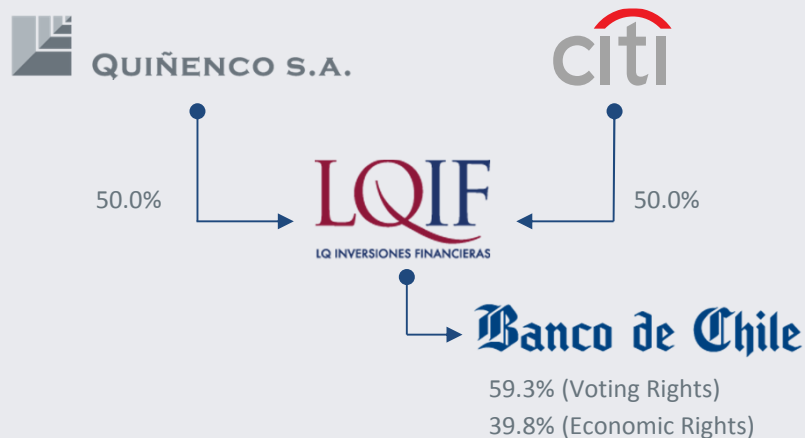 QUIÑENCO S.A.
citi
50.0%
50.0%
LQIF
LQ INVERSIONES FINANCIERAS
Banco de Chile
59.3% (Voting Rights)
39.8% (Economic Rights)